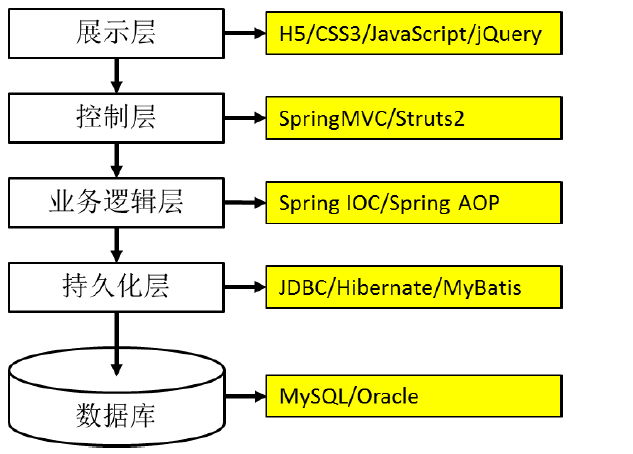 展示层
H5/CSS3/JavaScript/jQuery
控制层
SpringMVC/Struts2
业务逻辑层
Spring IOC/Spring AOP
持久化层
JDBC/Hibernate/MyBatis
数据库
MySQL/Oracle